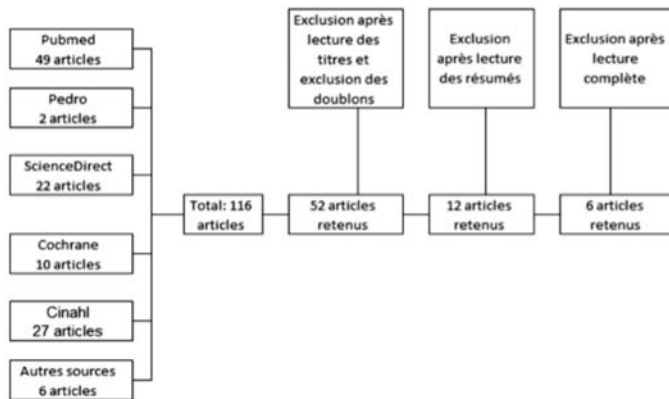 Pubmed
49 articles
Pedro
2 articles
ScienceDirect
22 articles
Cochrane
10 articles
Cinahl
27 articles
Autres sources
6 articles
Total: 116
articles
Exclusion après
lecture des
titres et
exclusion des
doublons
52 articles
retenus
Exclusion
après lecture
des résumés
12 articles
retenus
Exclusion après
lecture
complète
6 articles
retenus